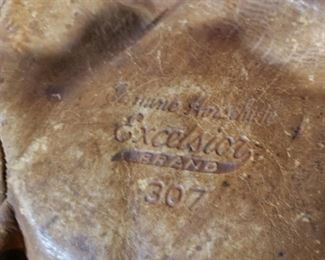 Genuine Horsehide
Excelsior
BRAND
307